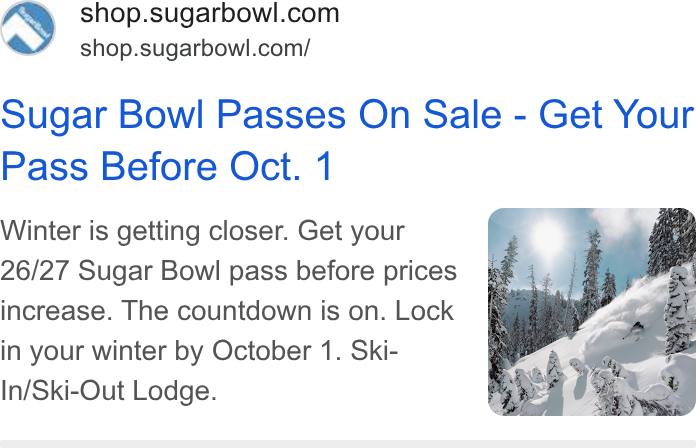 shop.sugarbowl.com
shop.sugarbowl.com/
Sugar Bowl Passes On Sale - Get Your
Pass Before Oct. 1
Winter is getting closer. Get your
26/27 Sugar Bowl pass before prices
increase. The countdown is on. Lock
in your winter by October 1. Ski-
In/Ski-Out Lodge.